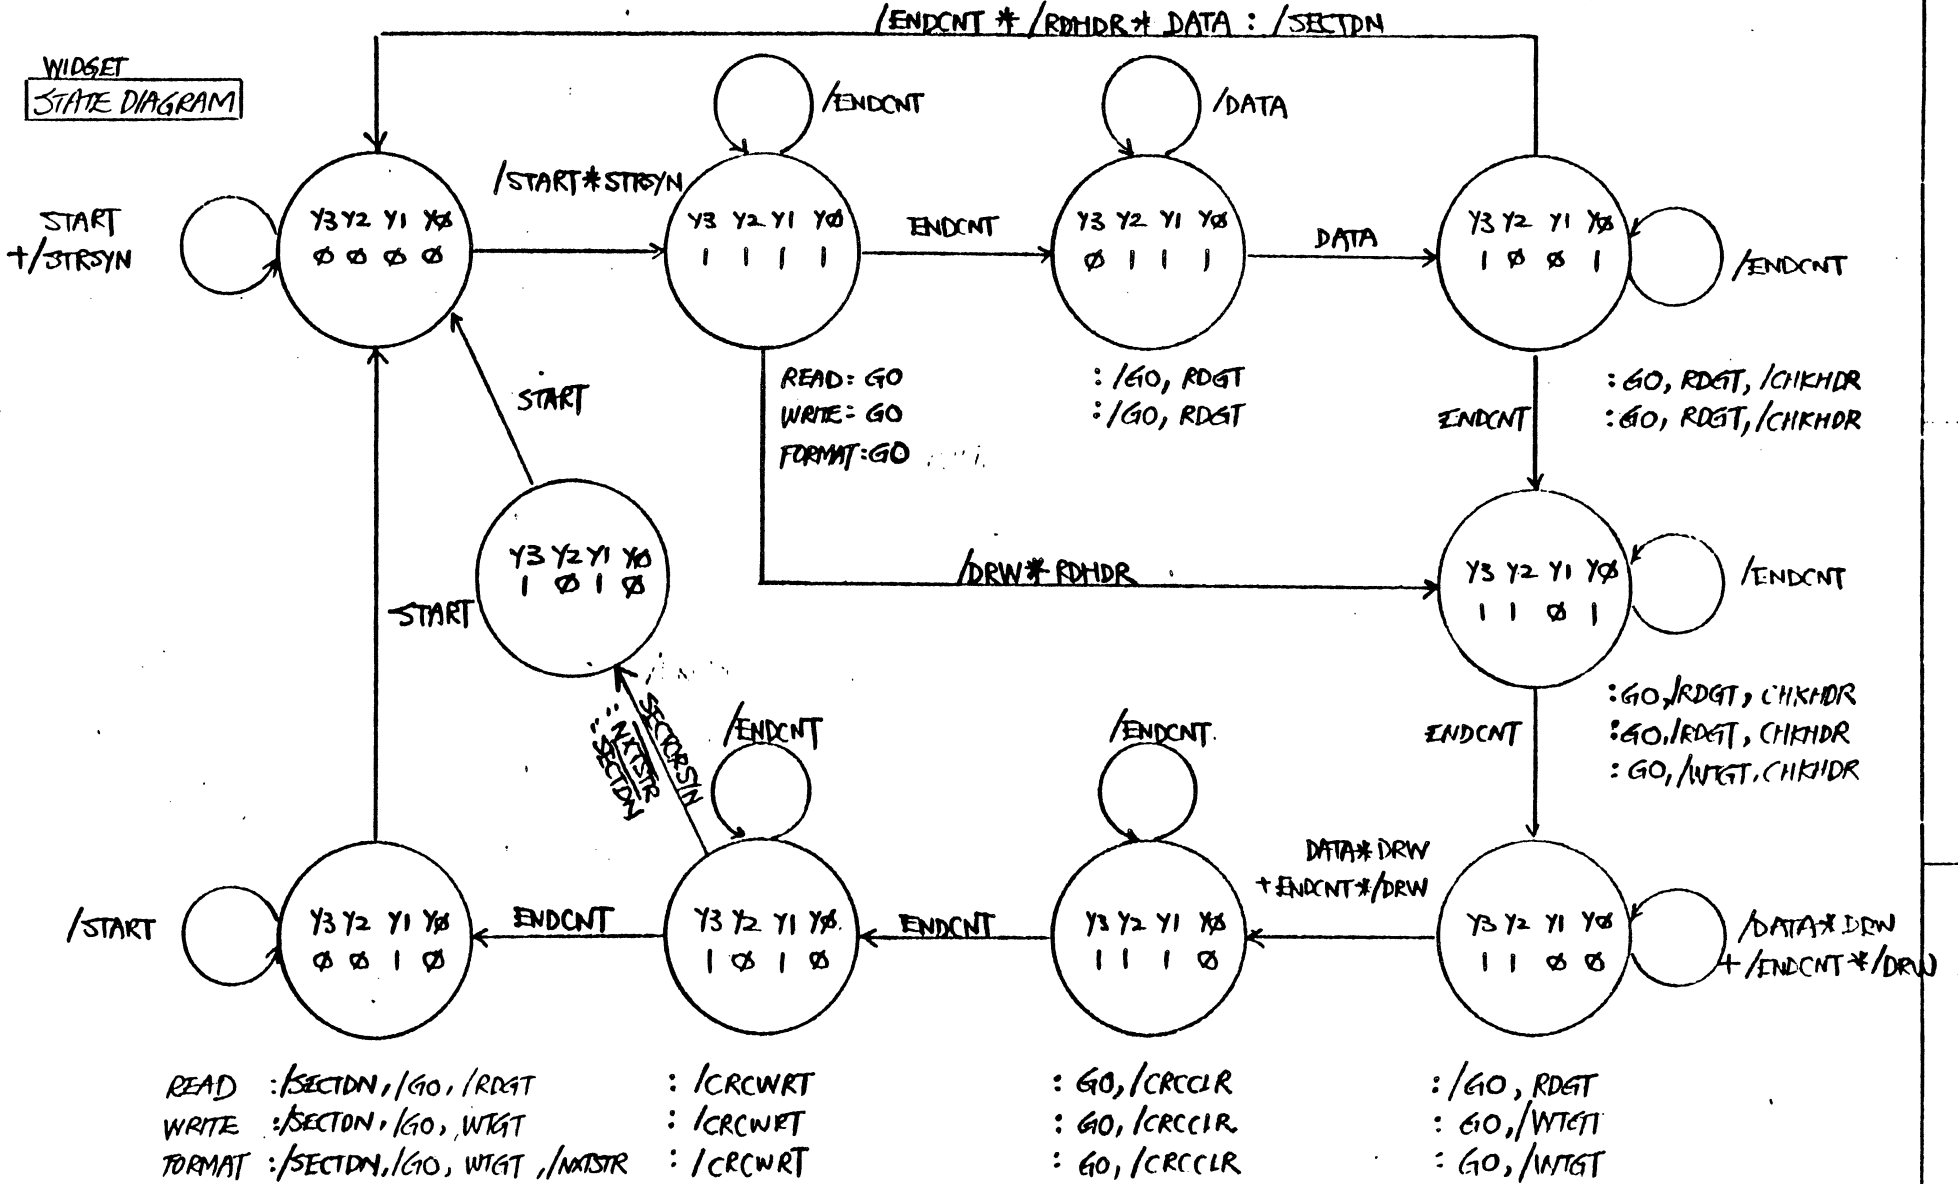 /ENDCNT * /RDHDR * DATA : /SECTDN
WIDGET
STATE DIAGRAM
/ENDCNT
/DATA
START
+/STRSYN
Y3 Y2 Y1 YØ
Ø Ø Ø Ø
/START*STRSYN
Y3 Y2 Y1 YØ
1 1 1 1
ENDCNT
Y3 Y2 Y1 YØ
Ø 1 1 1
DATA
Y3 Y2 Y1 YØ
1 Ø Ø 1
/ENDCNT
START
READ: GO
WRITE: GO
FORMAT: GO
: /GO, RDGT
: /GO, RDGT
ENDCNT
: GO, RDGT, /CHKHDR
: GO, RDGT, /CHKHDR
Y3 Y2 Y1 YØ
1 Ø 1 Ø
START
/DRW * RDHDR
Y3 Y2 Y1 YØ
1 1 Ø 1
/ENDCNT
SECTORSYN
: NXTSTR
: SECTDN
ENDCNT
: GO,/RDGT, CHKHDR
: GO,/RDGT, CHKHDR
: GO,/WTGT, CHKHDR
/ENDCNT
/ENDCNT
/START
Y3 Y2 Y1 YØ
Ø Ø 1 Ø
ENDCNT
Y3 Y2 Y1 YØ
1 Ø 1 Ø
ENDCNT
Y3 Y2 Y1 YØ
1 1 1 Ø
DATA*DRW
+ENDCNT*/DRW
Y3 Y2 Y1 YØ
1 1 Ø Ø
/DATA*DRW
+/ENDCNT*/DRW
READ :/SECTDN, /GO, /RDGT : /CRCWRT : GO, /CRCCLR : /GO, RDGT
WRITE :/SECTDN, /GO, WTGT : /CRCWRT : GO, /CRCCLR : GO, /WTGT
FORMAT :/SECTDN, /GO, WTGT, /NXTSTR : /CRCWRT : GO, /CRCCLR : GO, /WTGT